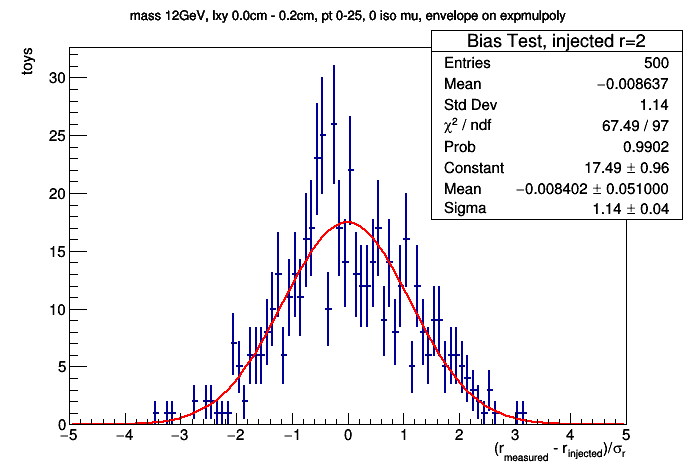 mass 12GeV, lxy 0.0cm - 0.2cm, pt 0-25, 0 iso mu, envelope on expmulpoly
Bias Test, injected r=2
Entries 500
Mean −0.008637
Std Dev 1.14
χ² / ndf 67.49 / 97
Prob 0.9902
Constant 17.49 ± 0.96
Mean −0.008402 ± 0.051000
Sigma 1.14 ± 0.04
toys
30
25
20
15
10
5
0
−5 −4 −3 −2 −1 0 1 2 3 4 5
(r_measured - r_injected)/σ_r